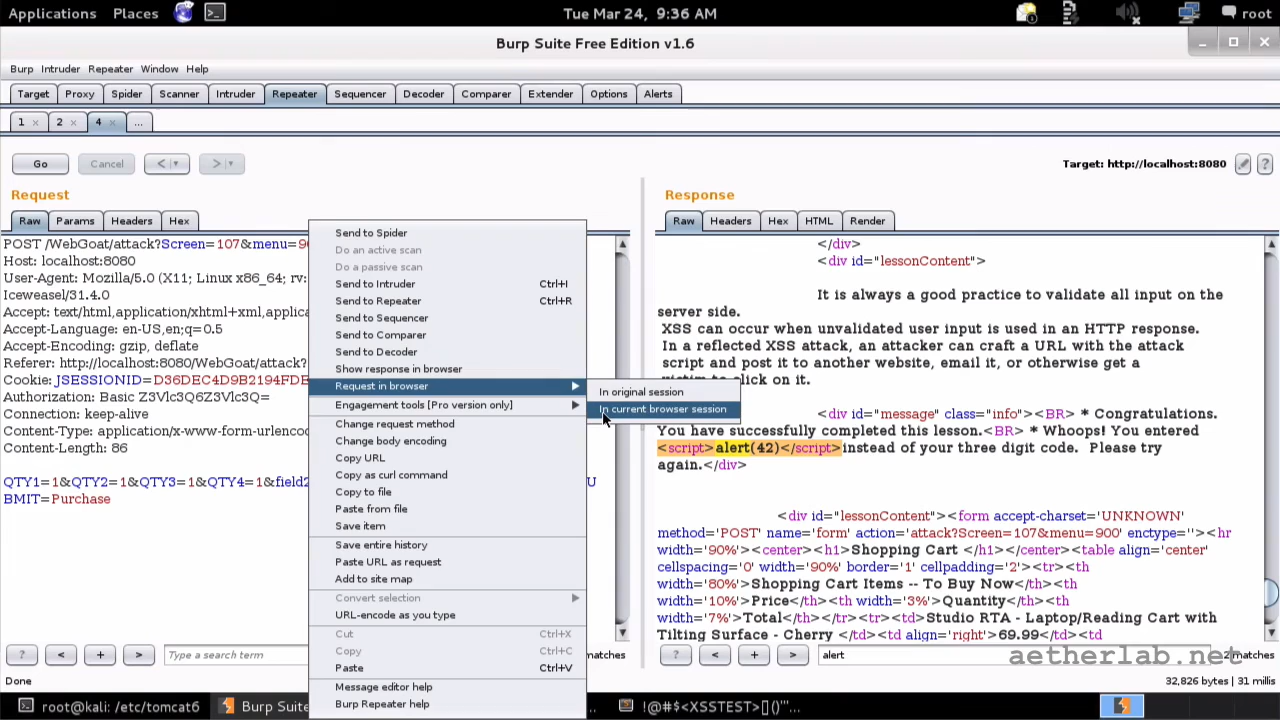 Applications Places Tue Mar 24, 9:36 AM root
Burp Suite Free Edition v1.6
Burp Intruder Repeater Window Help
Target Proxy Spider Scanner Intruder Repeater Sequencer Decoder Comparer Extender Options Alerts
1 × 2 × 4 × ...
Go Cancel < > Target: http://localhost:8080 ?
Request
Raw Params Headers Hex
POST /WebGoat/attack?Screen=107&menu=90
Host: localhost:8080
User-Agent: Mozilla/5.0 (X11; Linux x86_64; rv:
Iceweasel/31.4.0
Accept: text/html,application/xhtml+xml,applica
Accept-Language: en-US,en;q=0.5
Accept-Encoding: gzip, deflate
Referer: http://localhost:8080/WebGoat/attack?
Cookie: JSESSIONID=D36DEC4D9B2194FDE
Authorization: Basic Z3Vlc3Q6Z3Vlc3Q=
Connection: keep-alive
Content-Type: application/x-www-form-urlencod
Content-Length: 86
QTY1=1&QTY2=1&QTY3=1&QTY4=1&field2 U
BMIT=Purchase
Send to Spider
Do an active scan
Do a passive scan
Send to Intruder Ctrl+I
Send to Repeater Ctrl+R
Send to Sequencer
Send to Comparer
Send to Decoder
Show response in browser
Request in browser
In original session
In current browser session
Engagement tools [Pro version only]
Change request method
Change body encoding
Copy URL
Copy as curl command
Copy to file
Paste from file
Save item
Save entire history
Paste URL as request
Add to site map
Convert selection
URL-encode as you type
Cut Ctrl+X
Copy Ctrl+C
Paste Ctrl+V
Message editor help
Burp Repeater help
Response
Raw Headers Hex HTML Render
</div>
<div id="lessonContent">
It is always a good practice to validate all input on the
server side.
XSS can occur when unvalidated user input is used in an HTTP response.
In a reflected XSS attack, an attacker can craft a URL with the attack
script and post it to another website, email it, or otherwise get a
click on it.
<div id="message" class="info"><BR> * Congratulations.
You have successfully completed this lesson.<BR> * Whoops! You entered
<script>alert(42)</script>instead of your three digit code. Please try
again.</div>
<div id="lessonContent"><form accept-charset='UNKNOWN'
method='POST' name='form' action='attack?Screen=107&menu=900' enctype=''><hr
width='90%'><center><h1>Shopping Cart </h1></center><table align='center'
cellspacing='0' width='90%' border='1' cellpadding='2'><tr><th
width='80%'>Shopping Cart Items -- To Buy Now</th><th
width='10%'>Price</th><th width='3%'>Quantity</th><th
width='7%'>Total</th></tr><tr><td>Studio RTA - Laptop/Reading Cart with
Tilting Surface - Cherry </td><td align='right'>69.99</td><td
? < + > Type a search term matches
? < + > alert 2 matches
aetherlab.net
Done 32,826 bytes | 31 millis
root@kali: /etc/tomcat6 Burp Suite ... !@#$<XSSTEST>[]()'"...